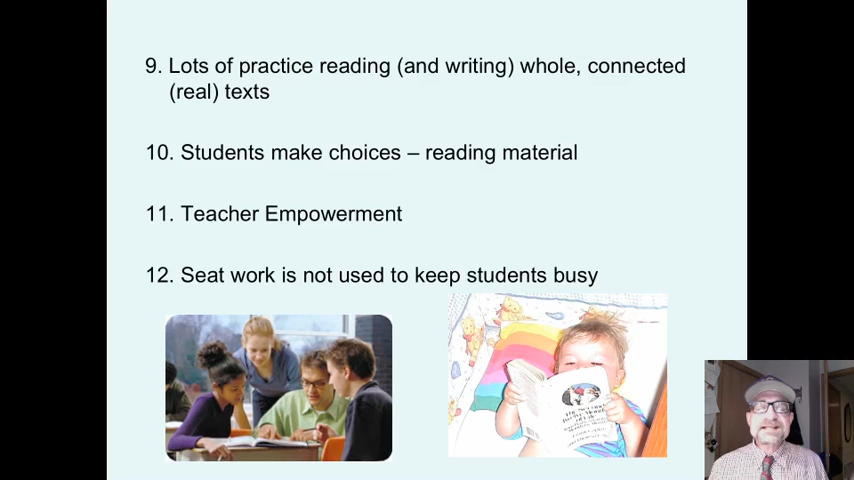 9. Lots of practice reading (and writing) whole, connected
(real) texts
10. Students make choices – reading material
11. Teacher Empowerment
12. Seat work is not used to keep students busy